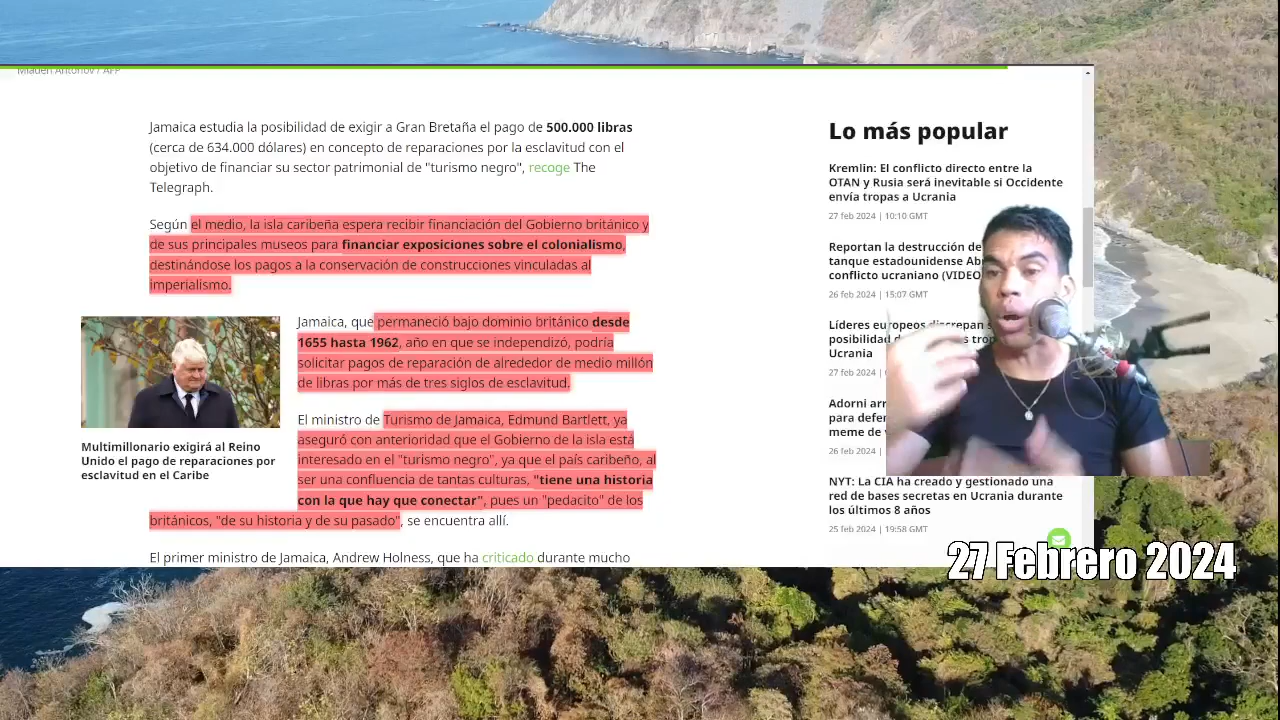 Mladen Antonov / AFP
Jamaica estudia la posibilidad de exigir a Gran Bretaña el pago de 500.000 libras
(cerca de 634.000 dólares) en concepto de reparaciones por la esclavitud con el
objetivo de financiar su sector patrimonial de "turismo negro", recoge The
Telegraph.
Según el medio, la isla caribeña espera recibir financiación del Gobierno británico y
de sus principales museos para financiar exposiciones sobre el colonialismo,
destinándose los pagos a la conservación de construcciones vinculadas al
imperialismo.
Jamaica, que permaneció bajo dominio británico desde
1655 hasta 1962, año en que se independizó, podría
solicitar pagos de reparación de alrededor de medio millón
de libras por más de tres siglos de esclavitud.
El ministro de Turismo de Jamaica, Edmund Bartlett, ya
aseguró con anterioridad que el Gobierno de la isla está
interesado en el "turismo negro", ya que el país caribeño, al
ser una confluencia de tantas culturas, "tiene una historia
con la que hay que conectar", pues un "pedacito" de los
británicos, "de su historia y de su pasado", se encuentra allí.
El primer ministro de Jamaica, Andrew Holness, que ha criticado durante mucho
Multimillonario exigirá al Reino
Unido el pago de reparaciones por
esclavitud en el Caribe
Lo más popular
Kremlin: El conflicto directo entre la
OTAN y Rusia será inevitable si Occidente
envía tropas a Ucrania
27 feb 2024 | 10:10 GMT
Reportan la destrucción de
tanque estadounidense
conflicto ucraniano (VIDEO
26 feb 2024 | 15:07 GMT
Líderes europeos discrepan
posibilidad
Ucrania
27 feb
Adorni
para
meme de
26 feb
NYT: La CIA ha creado y gestionado una
red de bases secretas en Ucrania durante
los últimos 8 años
25 feb 2024 | 19:58 GMT
27 Febrero 2024